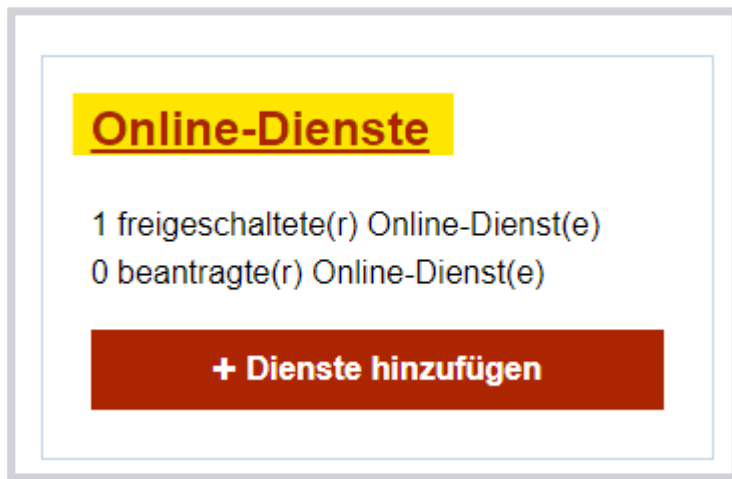 Online-Dienste
1 freigeschaltete(r) Online-Dienst(e)
0 beantragte(r) Online-Dienst(e)
+ Dienste hinzufügen